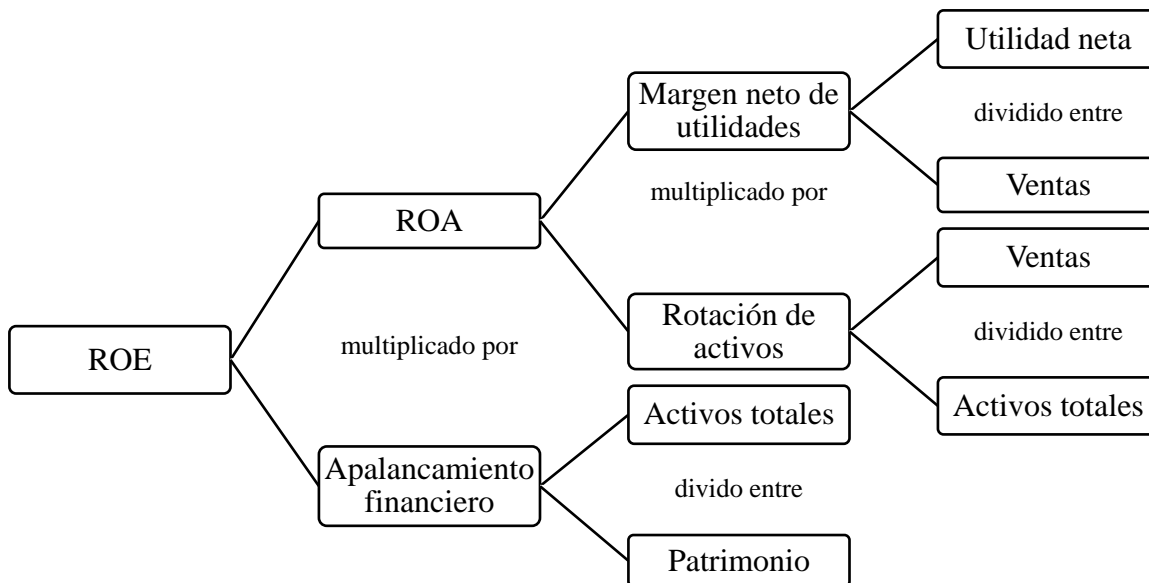 Utilidad neta
Margen neto de
utilidades
dividido entre
Ventas
multiplicado por
ROA
Ventas
Rotación de
activos
dividido entre
ROE
multiplicado por
Activos totales
Activos totales
Apalancamiento
financiero
divido entre
Patrimonio